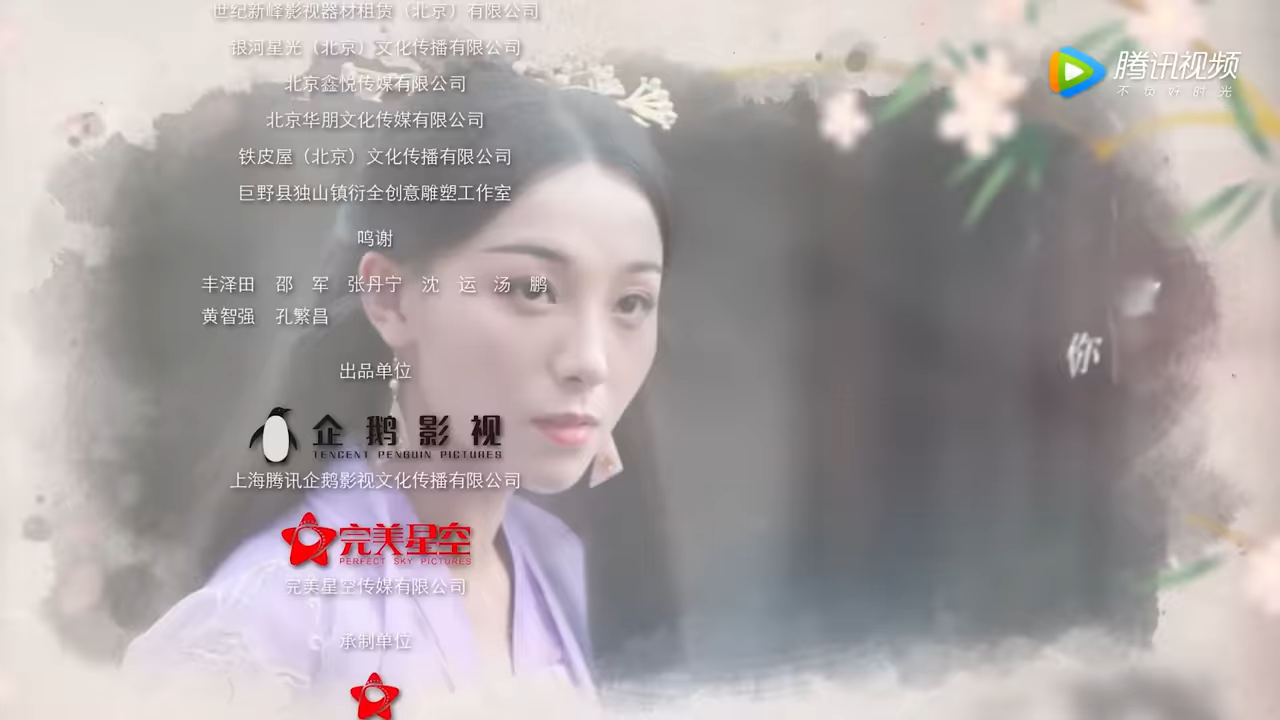 世纪新峰影视器材租赁（北京）有限公司
银河星光（北京）文化传播有限公司
北京鑫悦传媒有限公司
北京华朋文化传媒有限公司
铁皮屋（北京）文化传播有限公司
巨野县独山镇衍全创意雕塑工作室
鸣谢
丰泽田 邵 军 张丹宁 沈 运 汤 鹏
黄智强 孔繁昌
出品单位
企鹅影视
TENCENT PENGUIN PICTURES
上海腾讯企鹅影视文化传播有限公司
完美星空
PERFECT SKY PICTURES
完美星空传媒有限公司
承制单位
腾讯视频
不负好时光
你